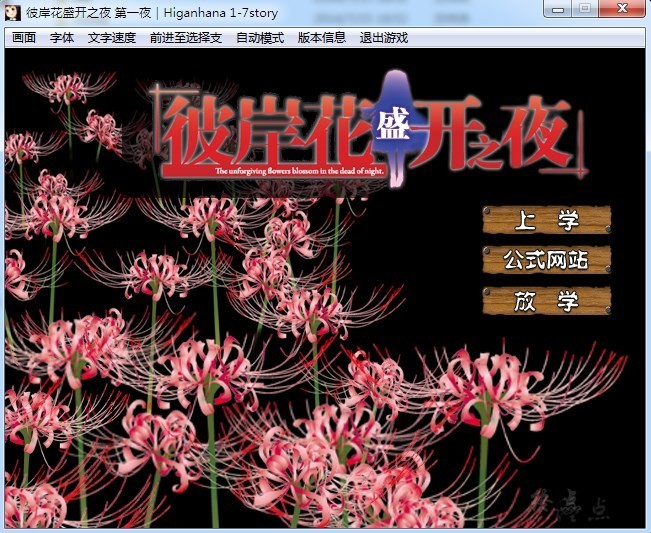 彼岸花盛开之夜 第一夜 | Higanhana 1-7story
画面 字体 文字速度 前进至选择支 自动模式 版本信息 退出游戏
彼岸花盛开之夜
The unforgiving flowers blossom in the dead of night.
上 学
公式网站
放 学